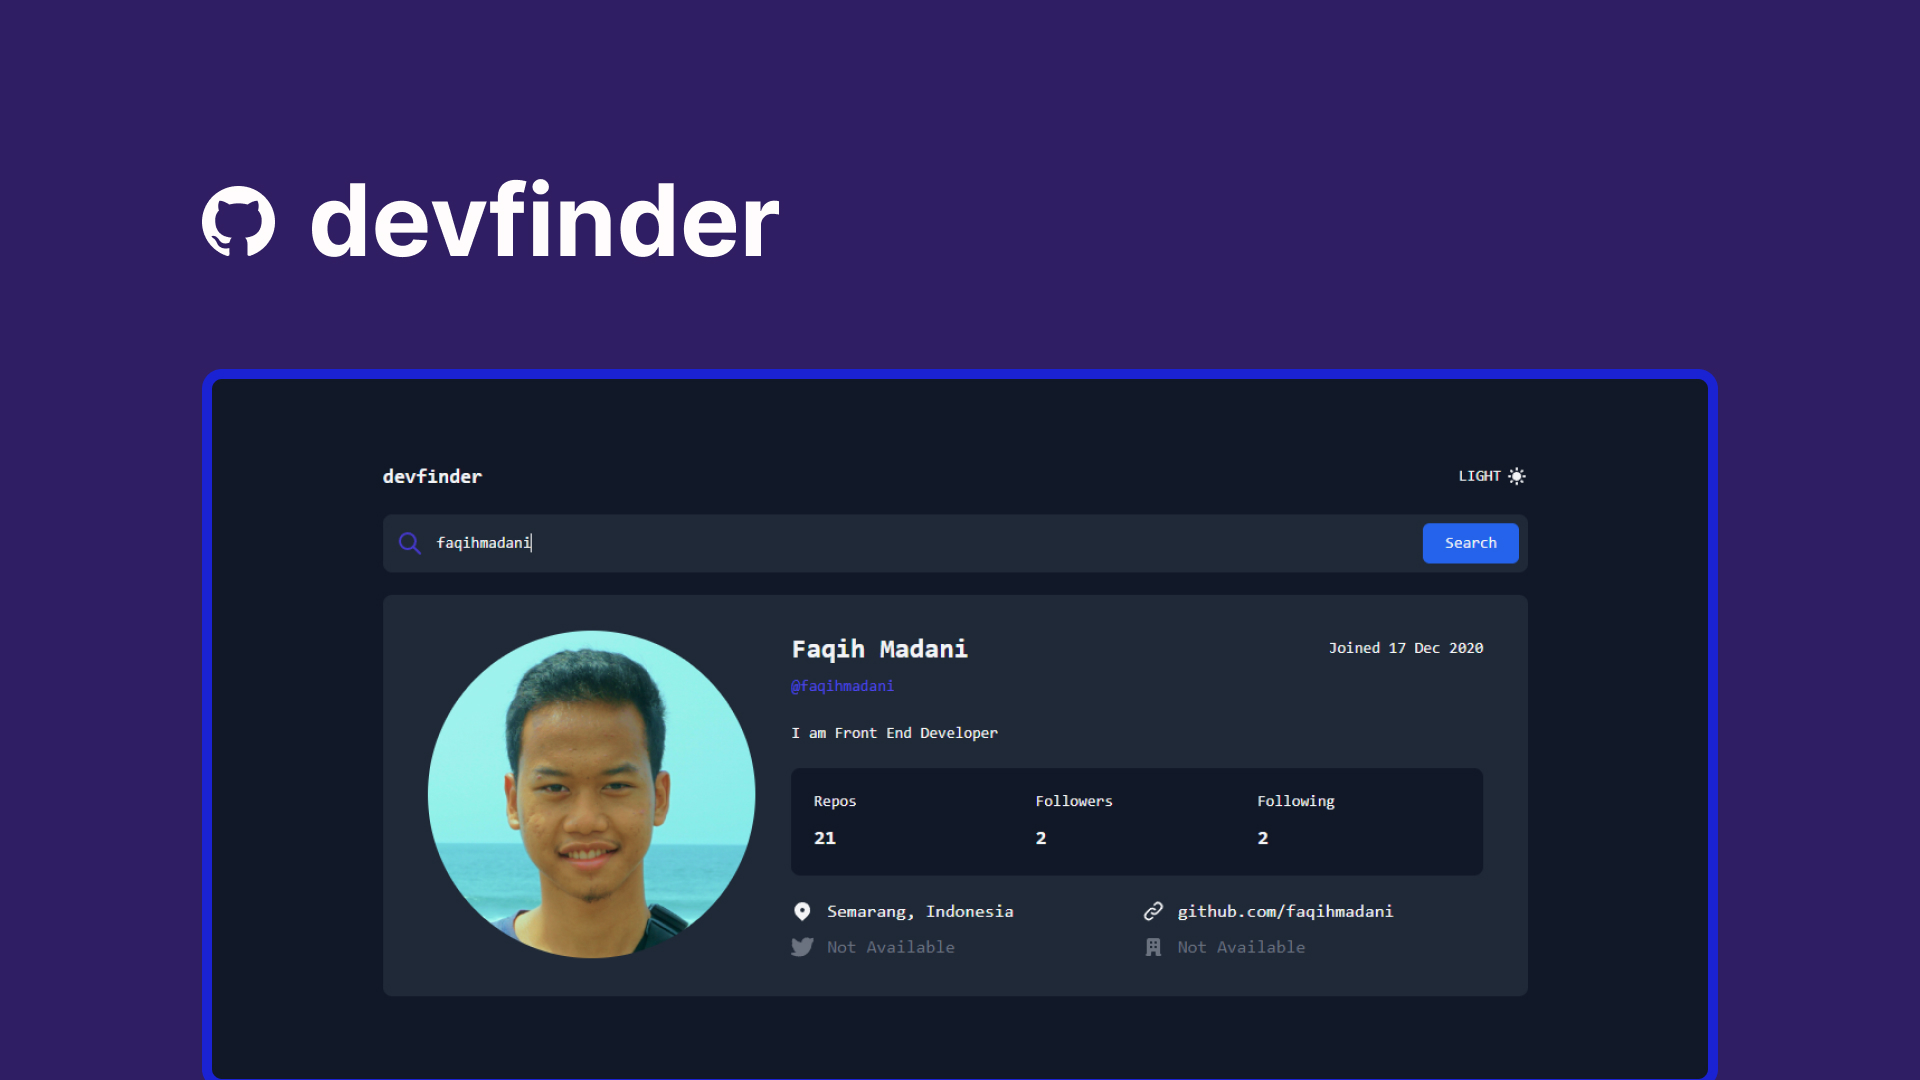 devfinder
devfinder
LIGHT
faqihmadani
Search
Faqih Madani
Joined 17 Dec 2020
@faqihmadani
I am Front End Developer
Repos Followers Following
21 2 2
Semarang, Indonesia github.com/faqihmadani
Not Available Not Available